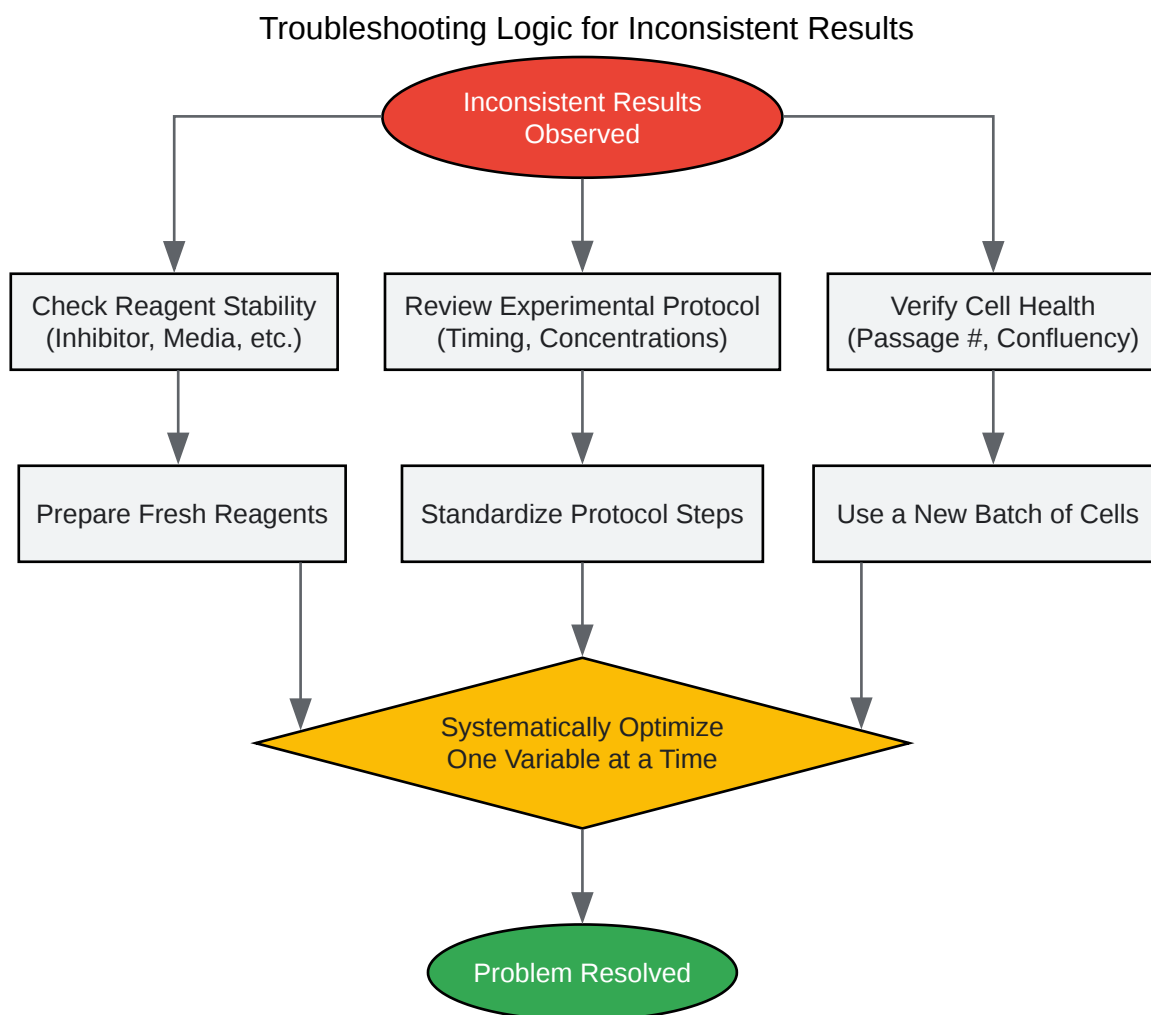 Troubleshooting Logic for Inconsistent Results
Inconsistent Results
Observed
Check Reagent Stability
(Inhibitor, Media, etc.)
Review Experimental Protocol
(Timing, Concentrations)
Verify Cell Health
(Passage #, Confluency)
Prepare Fresh Reagents
Standardize Protocol Steps
Use a New Batch of Cells
Systematically Optimize
One Variable at a Time
Problem Resolved